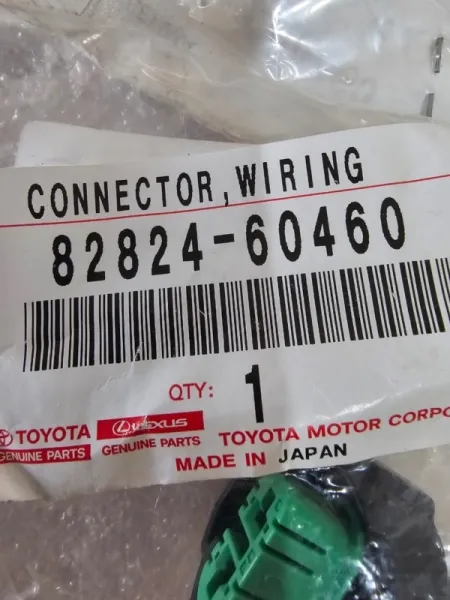 CONNECTOR, WIRING
82824-60460
QTY: 1
TOYOTA LEXUS TOYOTA MOTOR CORPO
GENUINE PARTS GENUINE PARTS MADE IN JAPAN